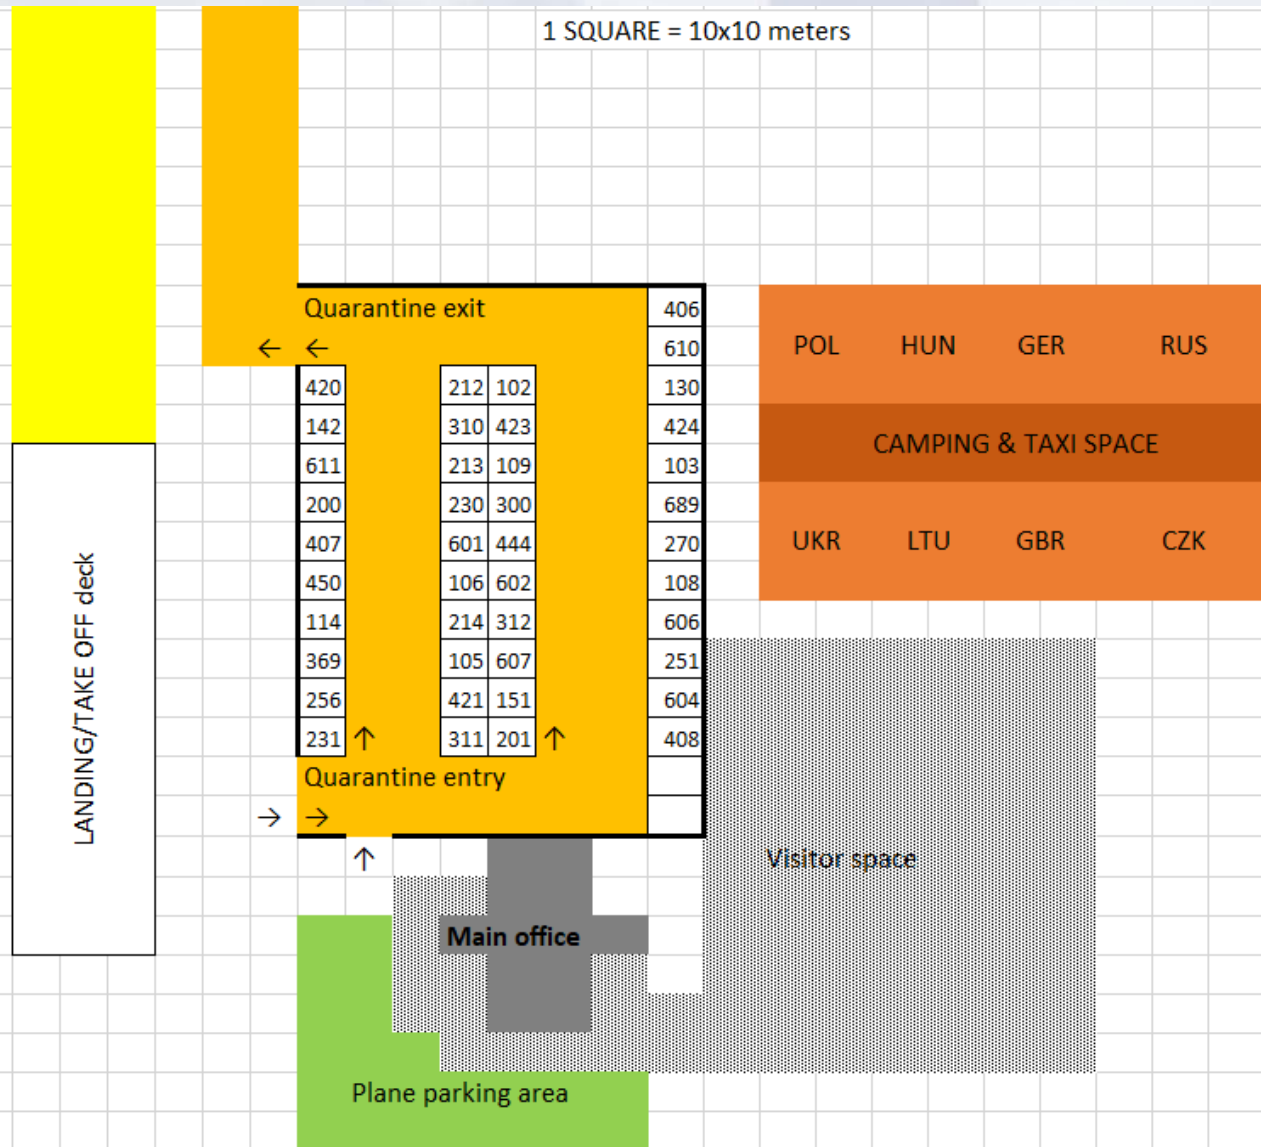 1 SQUARE = 10x10 meters
Quarantine exit
← ←
406
610
420 212 102 130
142 310 423 424
611 213 109 103
200 230 300 689
407 601 444 270
450 106 602 108
114 214 312 606
369 105 607 251
256 421 151 604
231 ↑ 311 201 ↑ 408
Quarantine entry
→ →
↑
POL HUN GER RUS
CAMPING & TAXI SPACE
UKR LTU GBR CZK
LANDING/TAKE OFF deck
Visitor space
Main office
Plane parking area